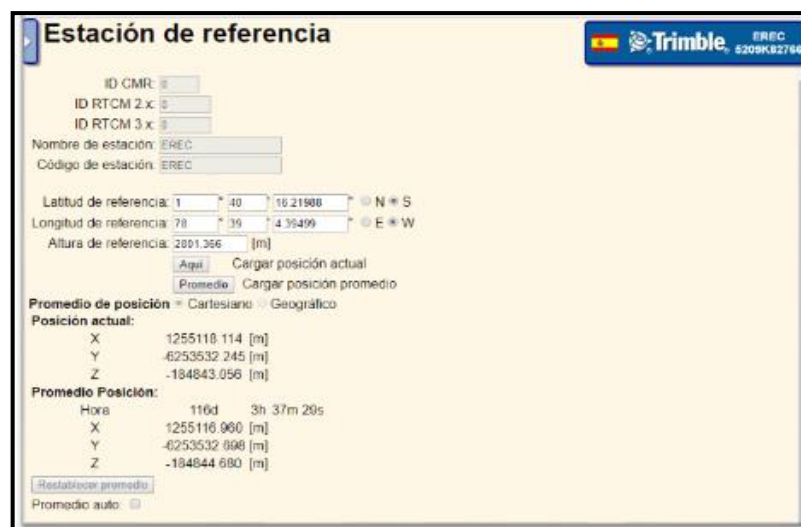 Estación de referencia
Trimble. EREC
5209K82766
ID CMR: 0
ID RTCM 2.x: 0
ID RTCM 3.x: 0
Nombre de estación: EREC
Código de estación: EREC
Latitud de referencia: 1 ° 40 ' 16.21988 " N S
Longitud de referencia: 78 ° 39 ' 4.39499 " E W
Altura de referencia: 2801.366 [m]
Aqui Cargar posición actual
Promedio Cargar posición promedio
Promedio de posición Cartesiano Geográfico
Posición actual:
X 1255118.114 [m]
Y -6253532.245 [m]
Z -184843.056 [m]
Promedio Posición:
Hora 116d 3h 37m 29s
X 1255116.960 [m]
Y -6253532.698 [m]
Z -184844.680 [m]
Restablecer promedio
Promedio auto: